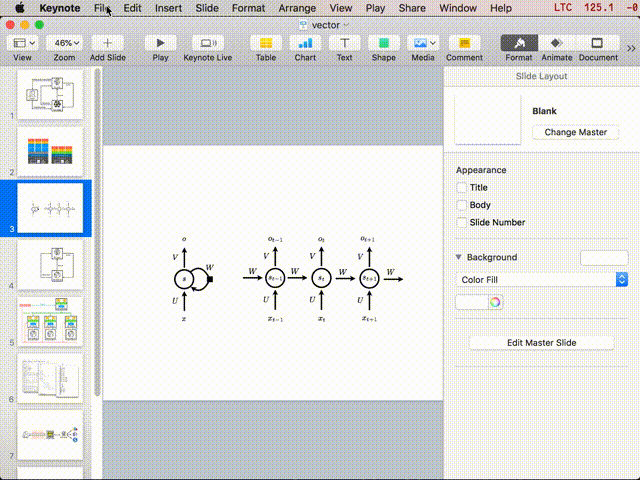 Keynote File Edit Insert Slide Format Arrange View Play Share Window Help LTC 125.1 -0
vector
46%
View Zoom Add Slide Play Keynote Live Table Chart Text Shape Media Comment Format Animate Document
Slide Layout
Blank
Change Master
Appearance
Title
Body
Slide Number
Background
Color Fill
Edit Master Slide
1
2
3
4
5
6
7
o o_{t-1} o_t o_{t+1}
V V V V
W
s W s_{t-1} W s_t W s_{t+1} W
U U U U
x x_{t-1} x_t x_{t+1}